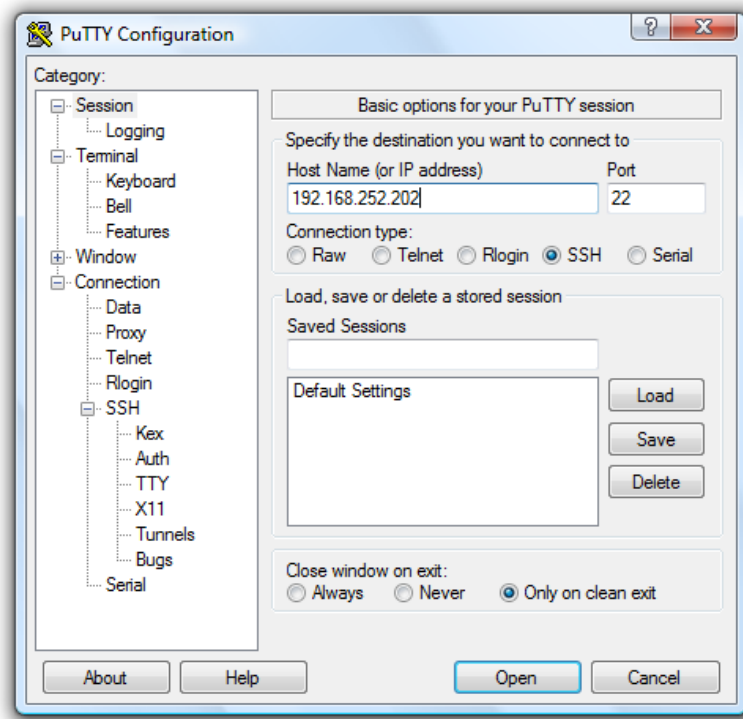 PuTTY Configuration
Category:
Session
Logging
Terminal
Keyboard
Bell
Features
Window
Connection
Data
Proxy
Telnet
Rlogin
SSH
Kex
Auth
TTY
X11
Tunnels
Bugs
Serial
Basic options for your PuTTY session
Specify the destination you want to connect to
Host Name (or IP address) Port
192.168.252.202 22
Connection type:
Raw Telnet Rlogin SSH Serial
Load, save or delete a stored session
Saved Sessions
Default Settings
Load
Save
Delete
Close window on exit:
Always Never Only on clean exit
About Help Open Cancel